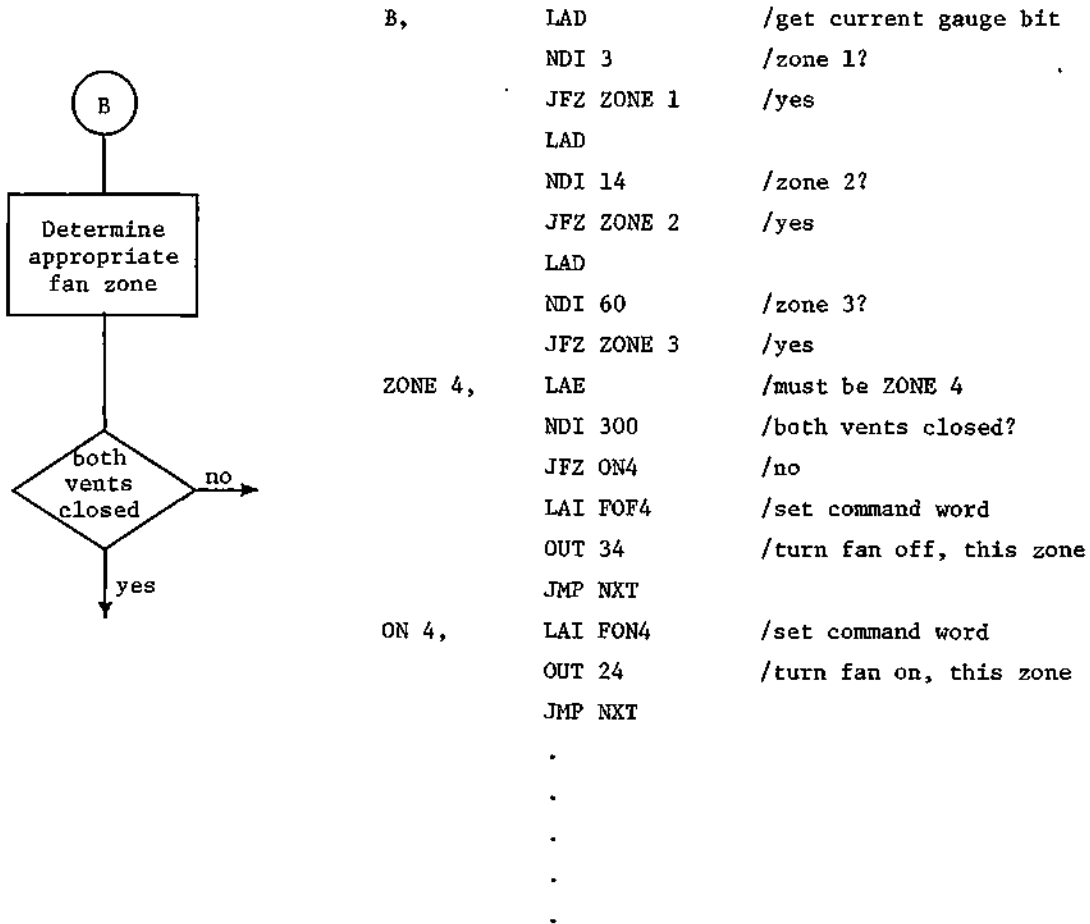 B
Determine
appropriate
fan zone
both
vents
closed
no
yes
B, LAD /get current gauge bit
NDI 3 /zone 1?
JFZ ZONE 1 /yes
LAD
NDI 14 /zone 2?
JFZ ZONE 2 /yes
LAD
NDI 60 /zone 3?
JFZ ZONE 3 /yes
ZONE 4, LAE /must be ZONE 4
NDI 300 /both vents closed?
JFZ ON4 /no
LAI FOF4 /set command word
OUT 34 /turn fan off, this zone
JMP NXT
ON 4, LAI FON4 /set command word
OUT 24 /turn fan on, this zone
JMP NXT
.
.
.
.
.